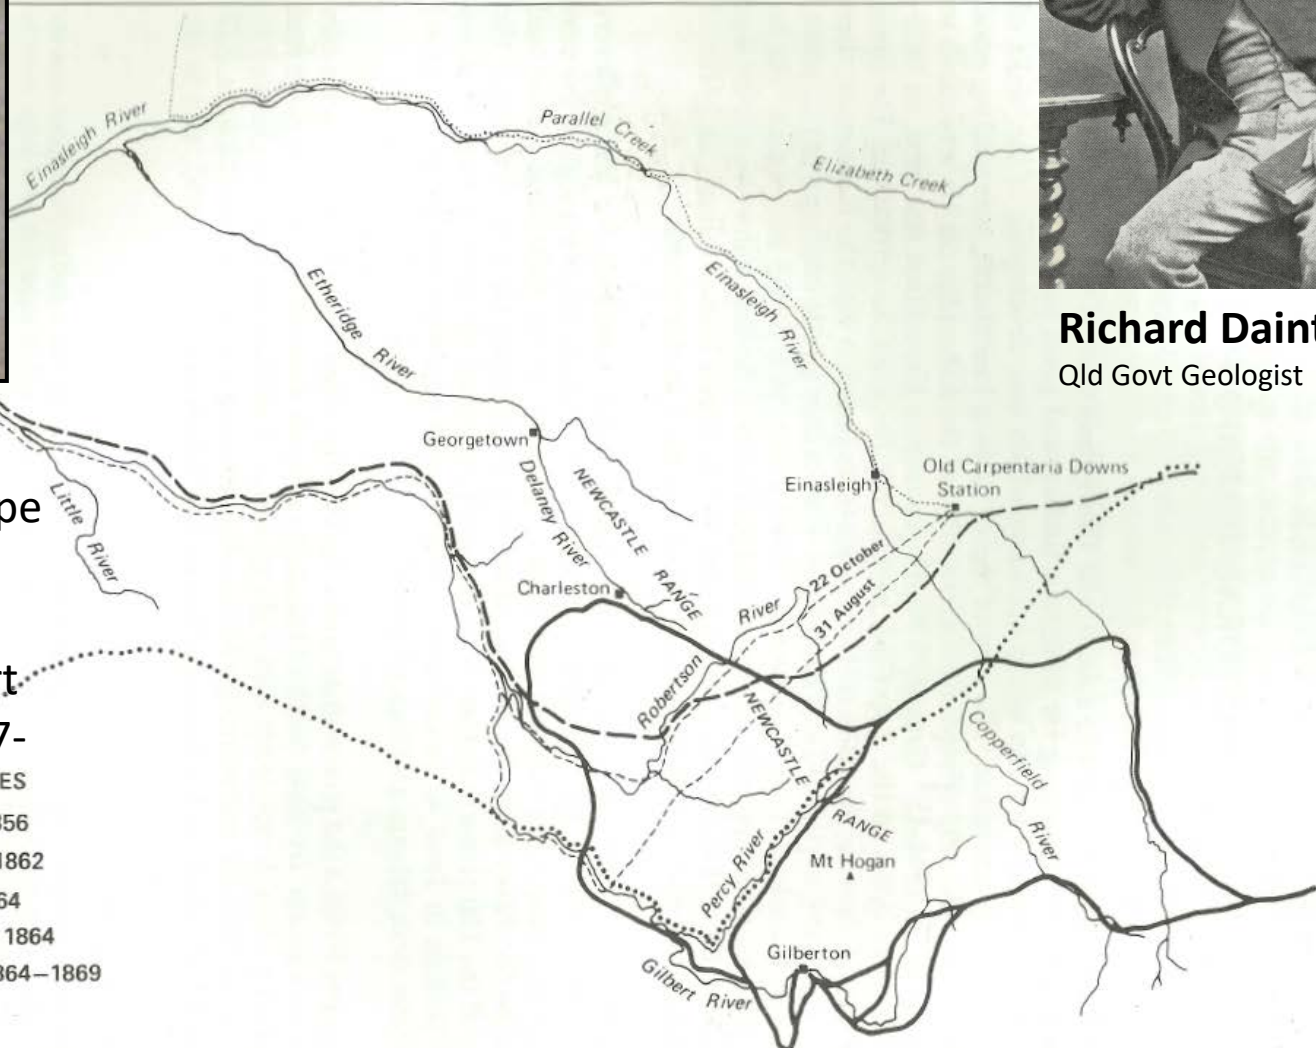 Einasleigh River
Parallel Creek
Elizabeth Creek
Etheridge River
Einasleigh River
Richard Daint
Qld Govt Geologist
Georgetown
Delaney River
NEWCASTLE RANGE
Einasleigh
Old Carpentaria Downs
Station
pe
Little River
22 October
31 August
Charleston
River
Robertson
rt
7-
NEWCASTLE
RANGE
Copperfield
River
ES
856
1862
64
1864
864–1869
Percy River
Mt Hogan
Gilberton
Gilbert River